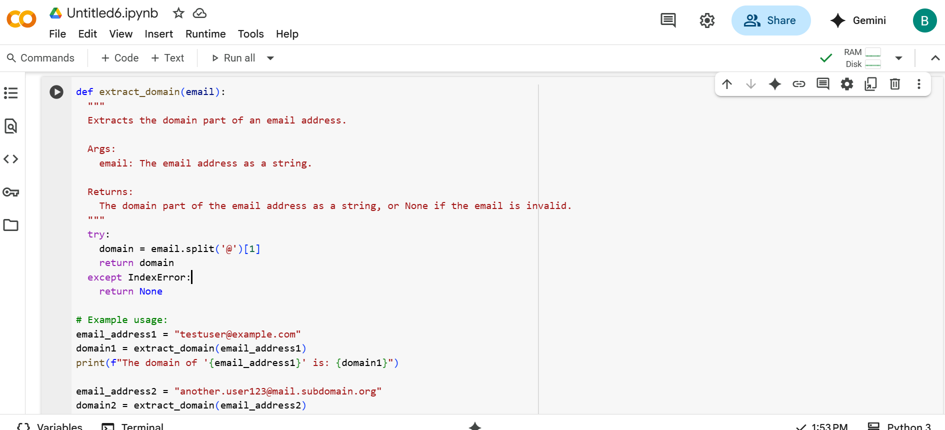 CO Untitled6.ipynb
File Edit View Insert Runtime Tools Help
Share
Gemini
B
Commands + Code + Text Run all
RAM
Disk
def extract_domain(email):
"""
Extracts the domain part of an email address.
Args:
email: The email address as a string.
Returns:
The domain part of the email address as a string, or None if the email is invalid.
"""
try:
domain = email.split('@')[1]
return domain
except IndexError:
return None
# Example usage:
email_address1 = "testuser@example.com"
domain1 = extract_domain(email_address1)
print(f"The domain of '{email_address1}' is: {domain1}")
email_address2 = "another.user123@mail.subdomain.org"
domain2 = extract_domain(email_address2)
Variables Terminal 1:53 PM Python 3